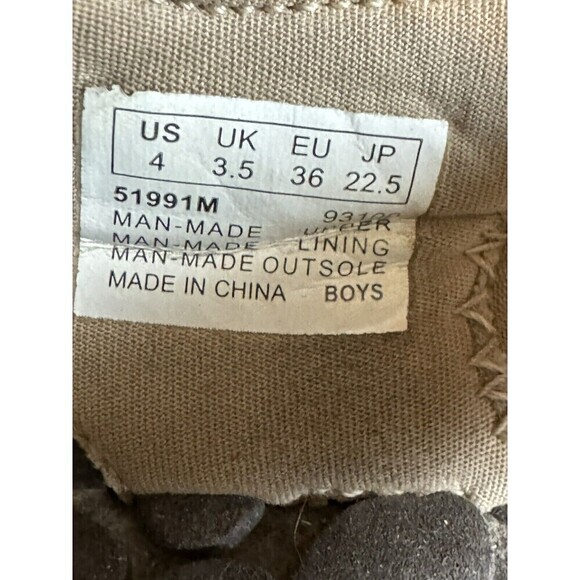 US UK EU JP
4 3.5 36 22.5
51991M
MAN-MADE UPPER
MAN-MADE LINING
MAN-MADE OUTSOLE
MADE IN CHINA BOYS